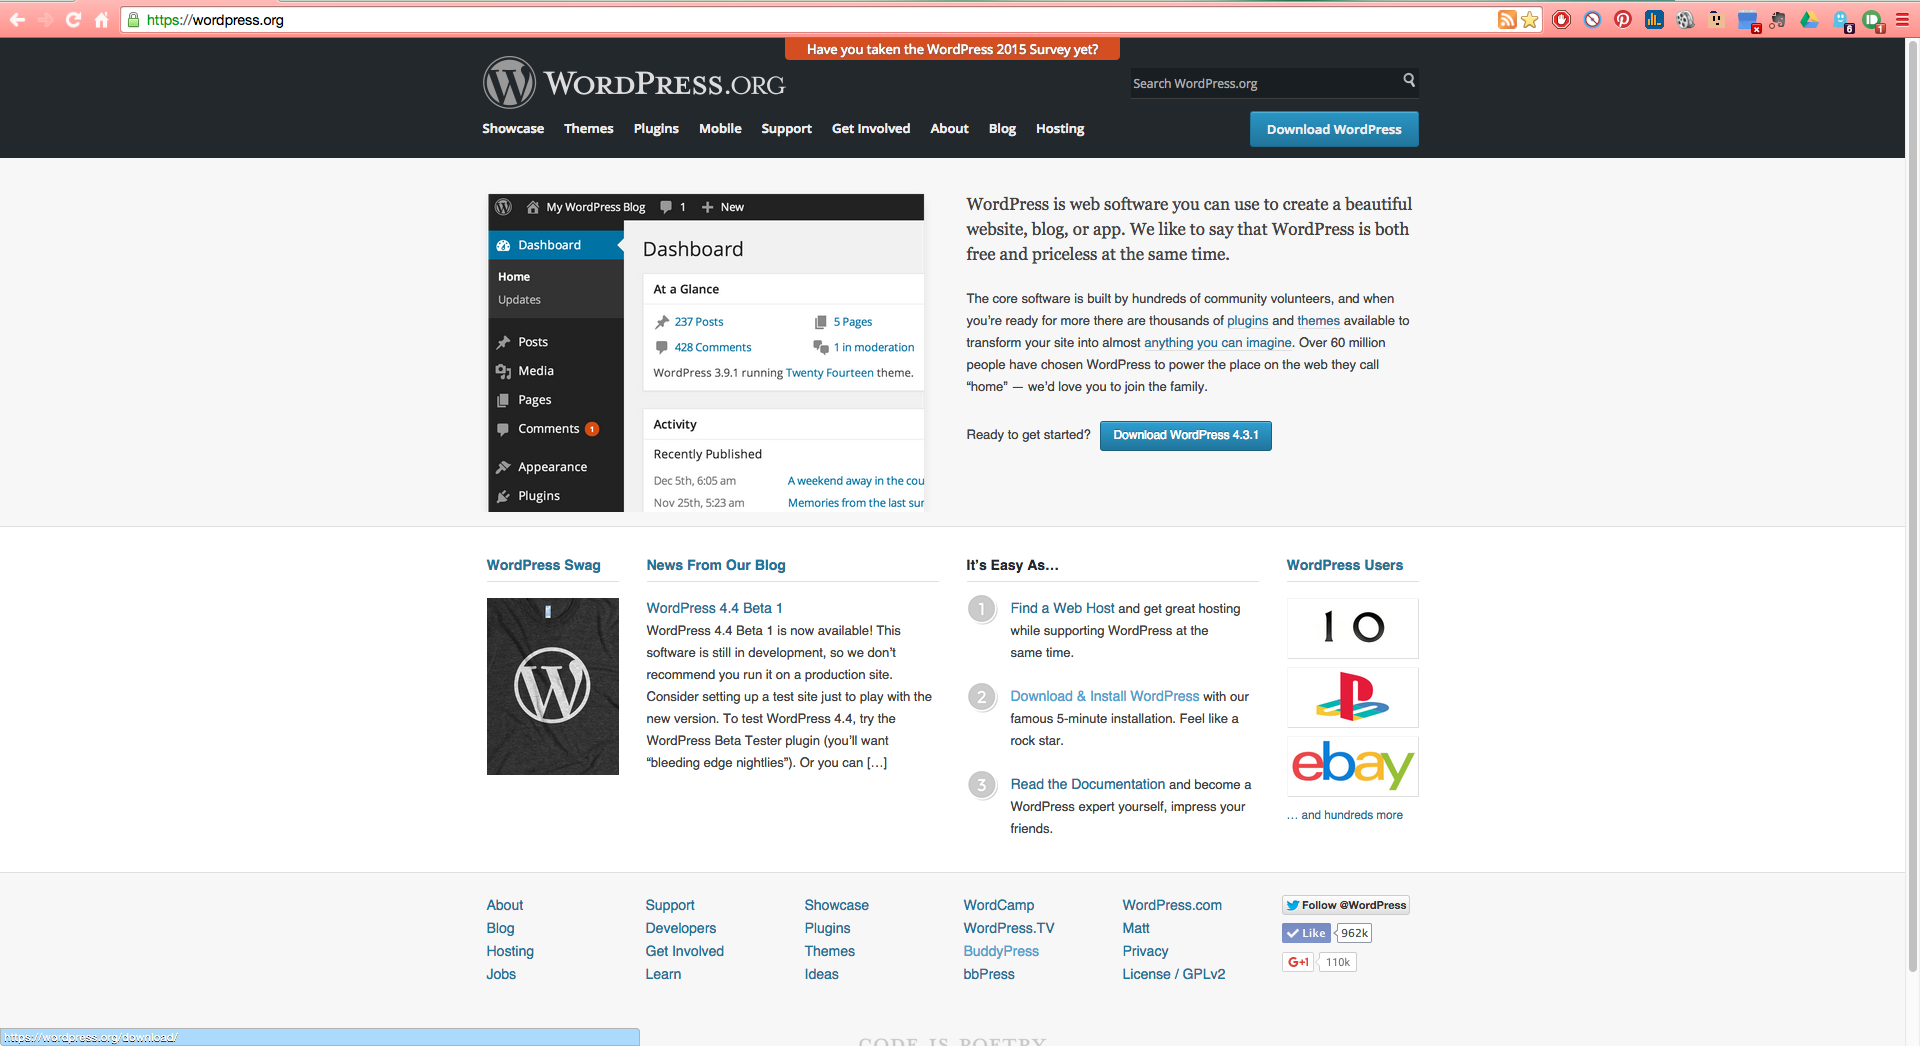 https://wordpress.org
6
1
Have you taken the WordPress 2015 Survey yet?
WORDPRESS.ORG
Search WordPress.org
Showcase Themes Plugins Mobile Support Get Involved About Blog Hosting
Download WordPress
My WordPress Blog 1 New
Dashboard
Home
Updates
Posts
Media
Pages
Comments 1
Appearance
Plugins
Dashboard
At a Glance
237 Posts 5 Pages
428 Comments 1 in moderation
WordPress 3.9.1 running Twenty Fourteen theme.
Activity
Recently Published
Dec 5th, 6:05 am A weekend away in the cou
Nov 25th, 5:23 am Memories from the last sur
WordPress is web software you can use to create a beautiful
website, blog, or app. We like to say that WordPress is both
free and priceless at the same time.
The core software is built by hundreds of community volunteers, and when
you’re ready for more there are thousands of plugins and themes available to
transform your site into almost anything you can imagine. Over 60 million
people have chosen WordPress to power the place on the web they call
“home” — we’d love you to join the family.
Ready to get started? Download WordPress 4.3.1
WordPress Swag
W
News From Our Blog
WordPress 4.4 Beta 1
WordPress 4.4 Beta 1 is now available! This
software is still in development, so we don’t
recommend you run it on a production site.
Consider setting up a test site just to play with the
new version. To test WordPress 4.4, try the
WordPress Beta Tester plugin (you’ll want
“bleeding edge nightlies”). Or you can […]
It’s Easy As…
1 Find a Web Host and get great hosting
while supporting WordPress at the
same time.
2 Download & Install WordPress with our
famous 5-minute installation. Feel like a
rock star.
3 Read the Documentation and become a
WordPress expert yourself, impress your
friends.
WordPress Users
10
ebay
… and hundreds more
About
Blog
Hosting
Jobs
Support
Developers
Get Involved
Learn
Showcase
Plugins
Themes
Ideas
WordCamp
WordPress.TV
BuddyPress
bbPress
WordPress.com
Matt
Privacy
License / GPLv2
Follow @WordPress
Like 962k
G+1 110k
https://wordpress.org/download/
CODE IS POETRY